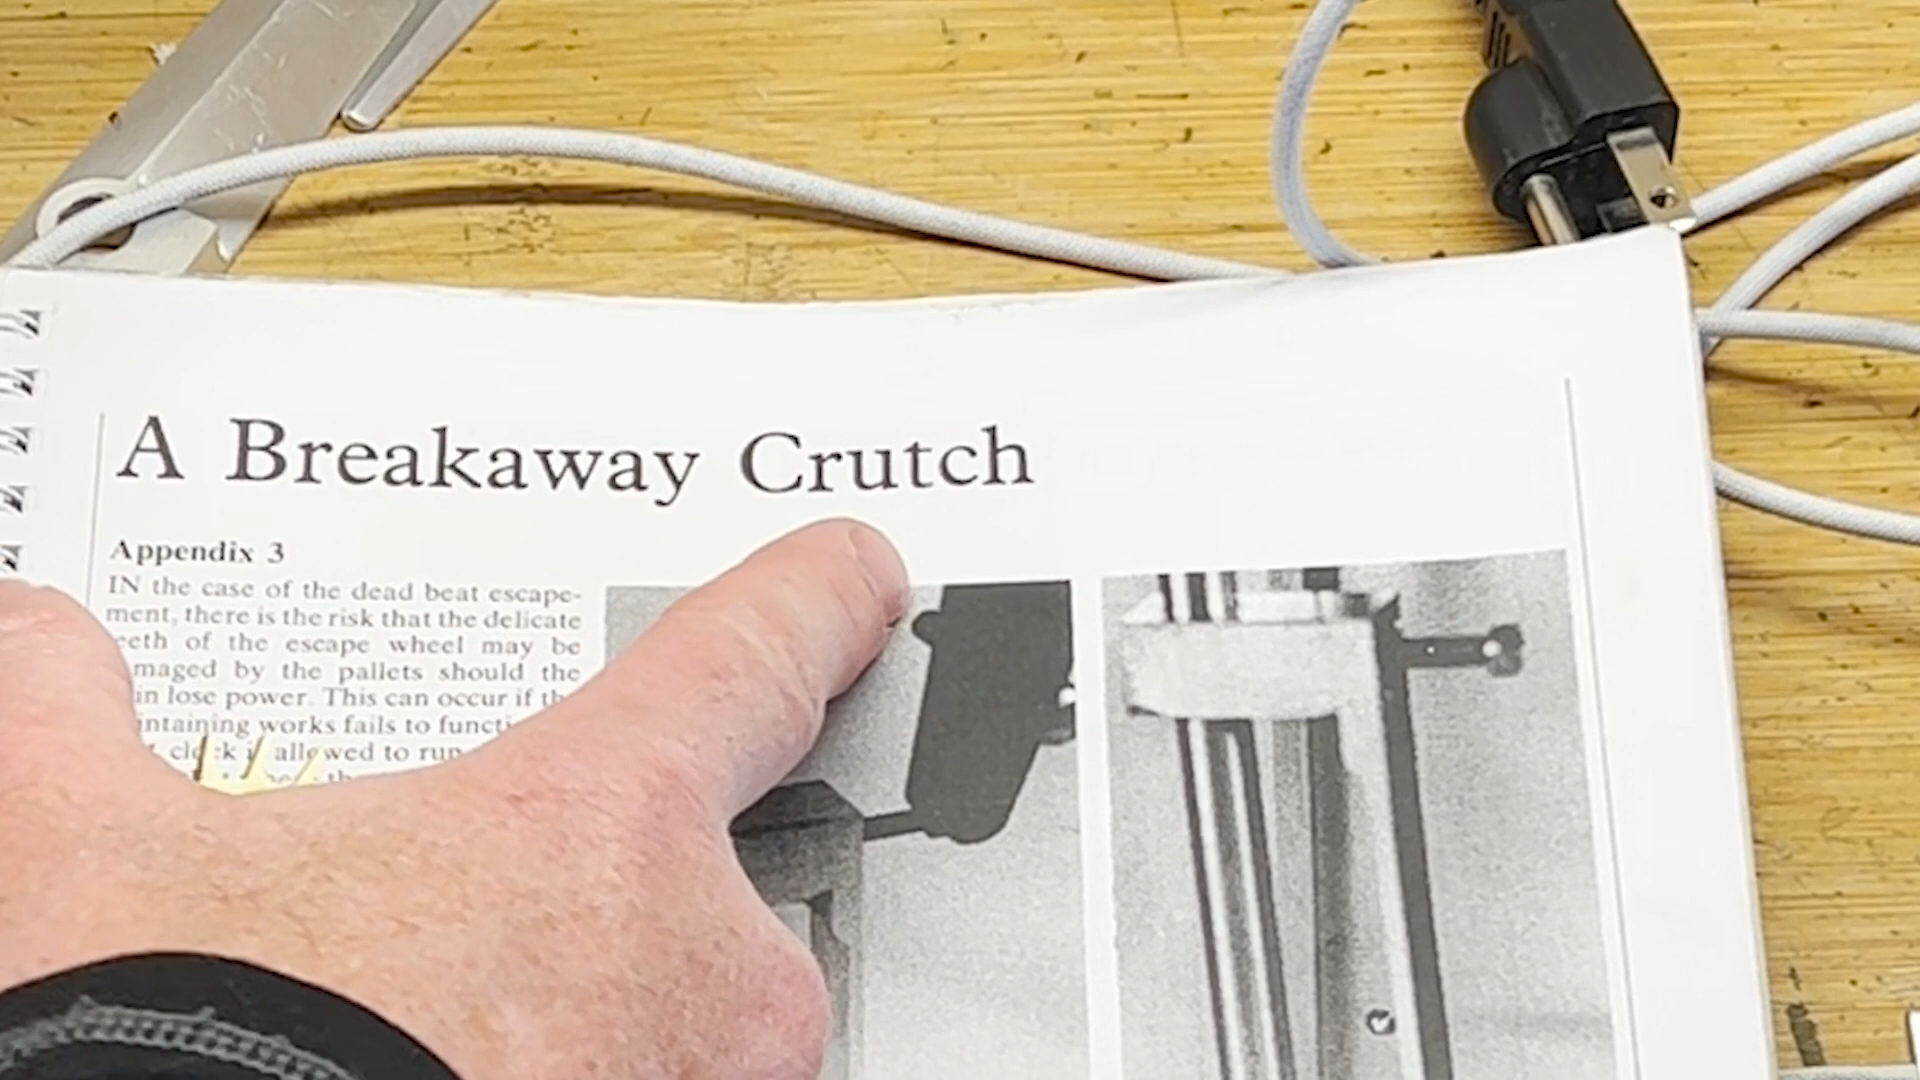 A Breakaway Crutch
Appendix 3
IN the case of the dead beat escape-
ment, there is the risk that the delicate
eeth of the escape wheel may be
maged by the pallets should the
in lose power. This can occur if th
intaining works fails to functi
allowed to run